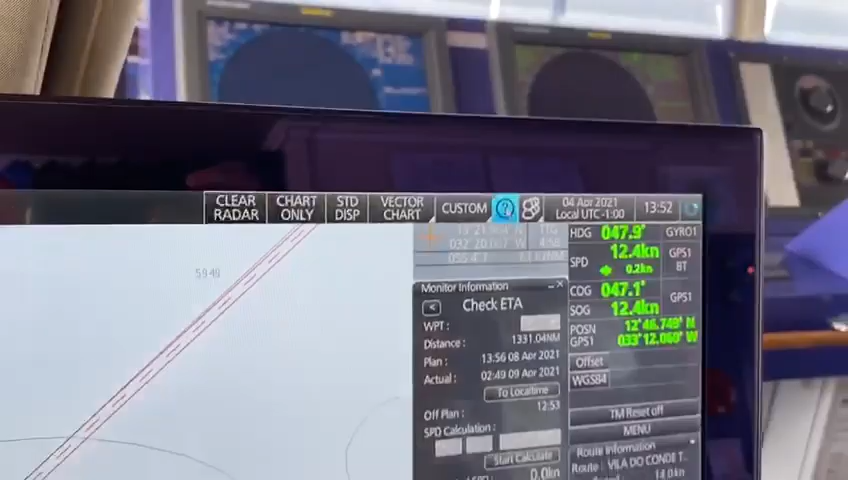 CLEAR RADAR
CHART ONLY
STD DISP
VECTOR CHART
CUSTOM
04 Apr 2021
Local UTC -1:00
13:52
HDG 047.9° GYRO1
SPD 12.4kn GPS1
0.2kn BT
COG 047.1°
SOG 12.4kn GPS1
POSN 12°46.749' N
GPS1 033°12.060' W
Offset
WGS84
TM Reset off
MENU
Route Information
Route : VILA DO CONDE T
5948
Monitor Information
< Check ETA
WPT :
Distance : 1331.04NM
Plan : 13:56 08 Apr 2021
Actual : 02:49 09 Apr 2021
To Localtime
Off Plan : 12:53
SPD Calculation :
Start Calculate
0.0kn